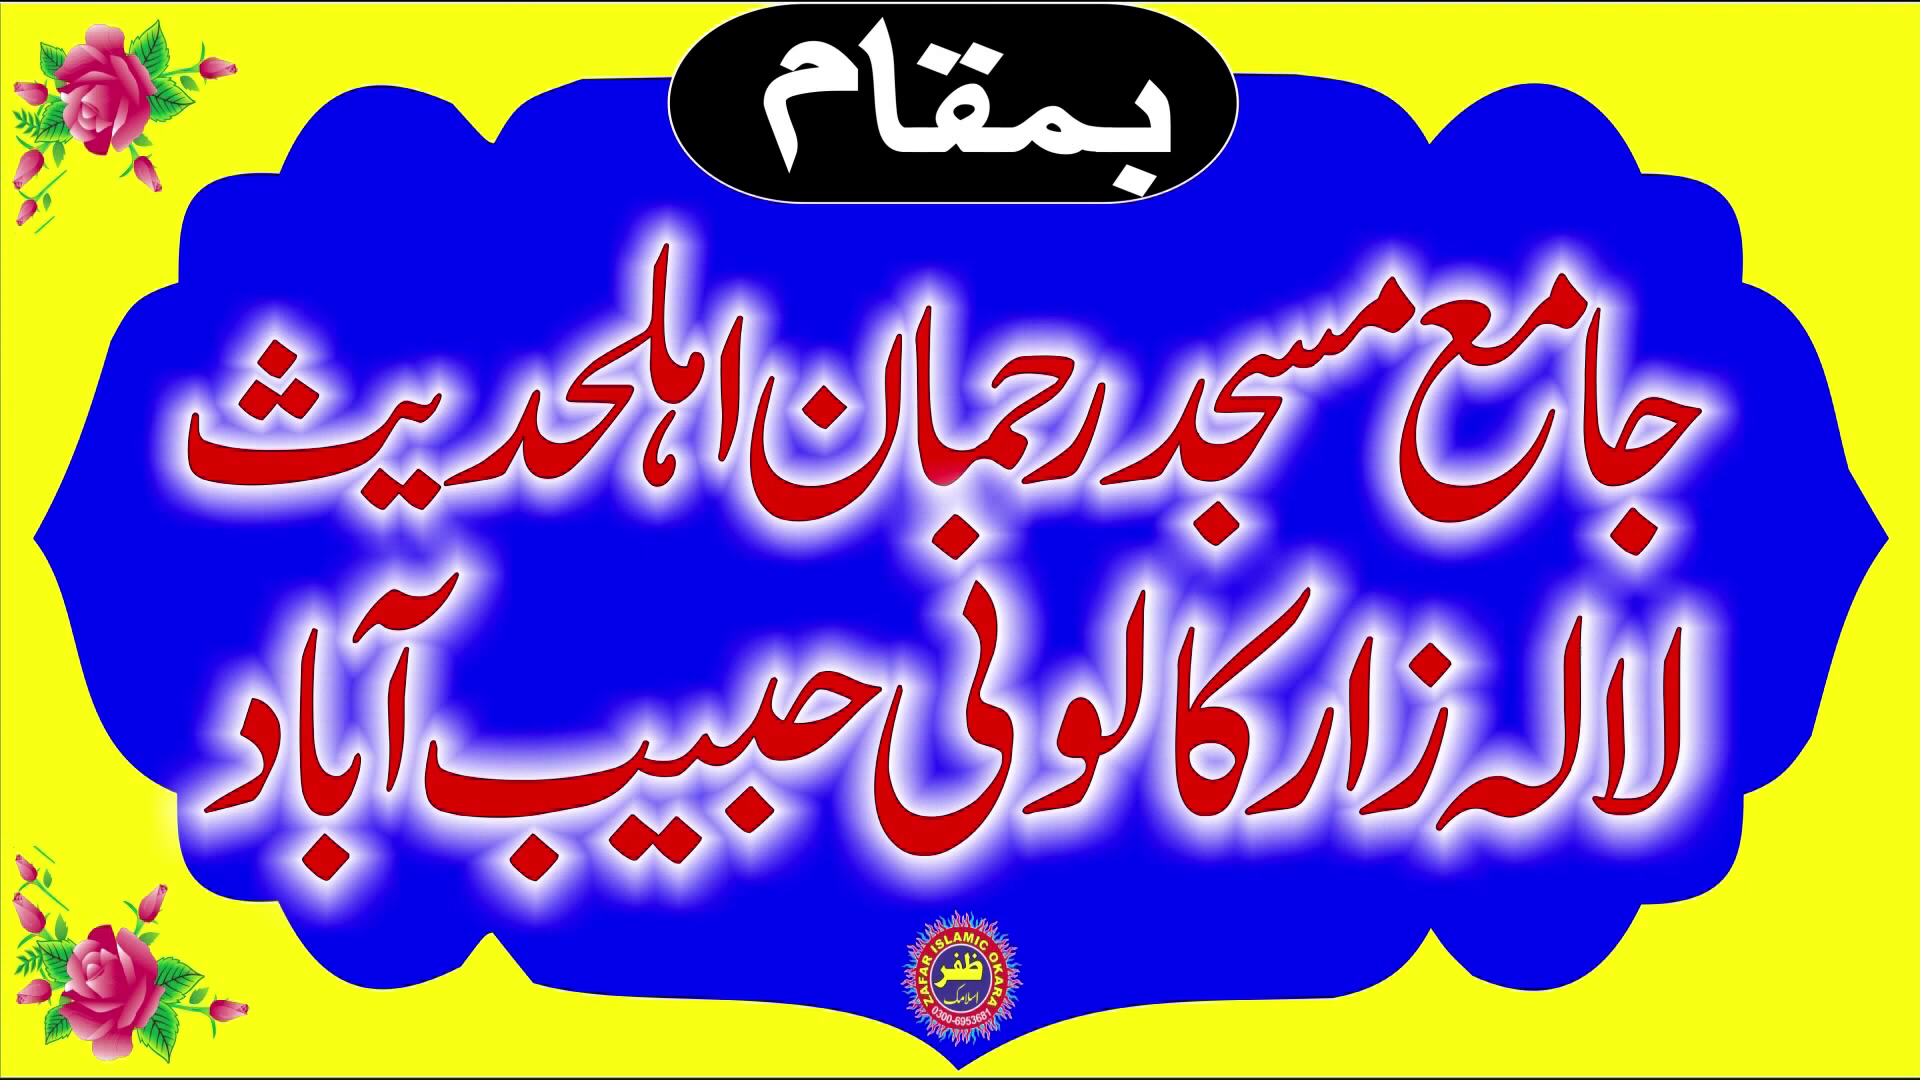 بمقام
جامع مسجد رحمان اہلحدیث
لالہ زار کالونی حبیب آباد
ZAFAR ISLAMIC OKARA
ظفر
اسلامک
0300-6953681